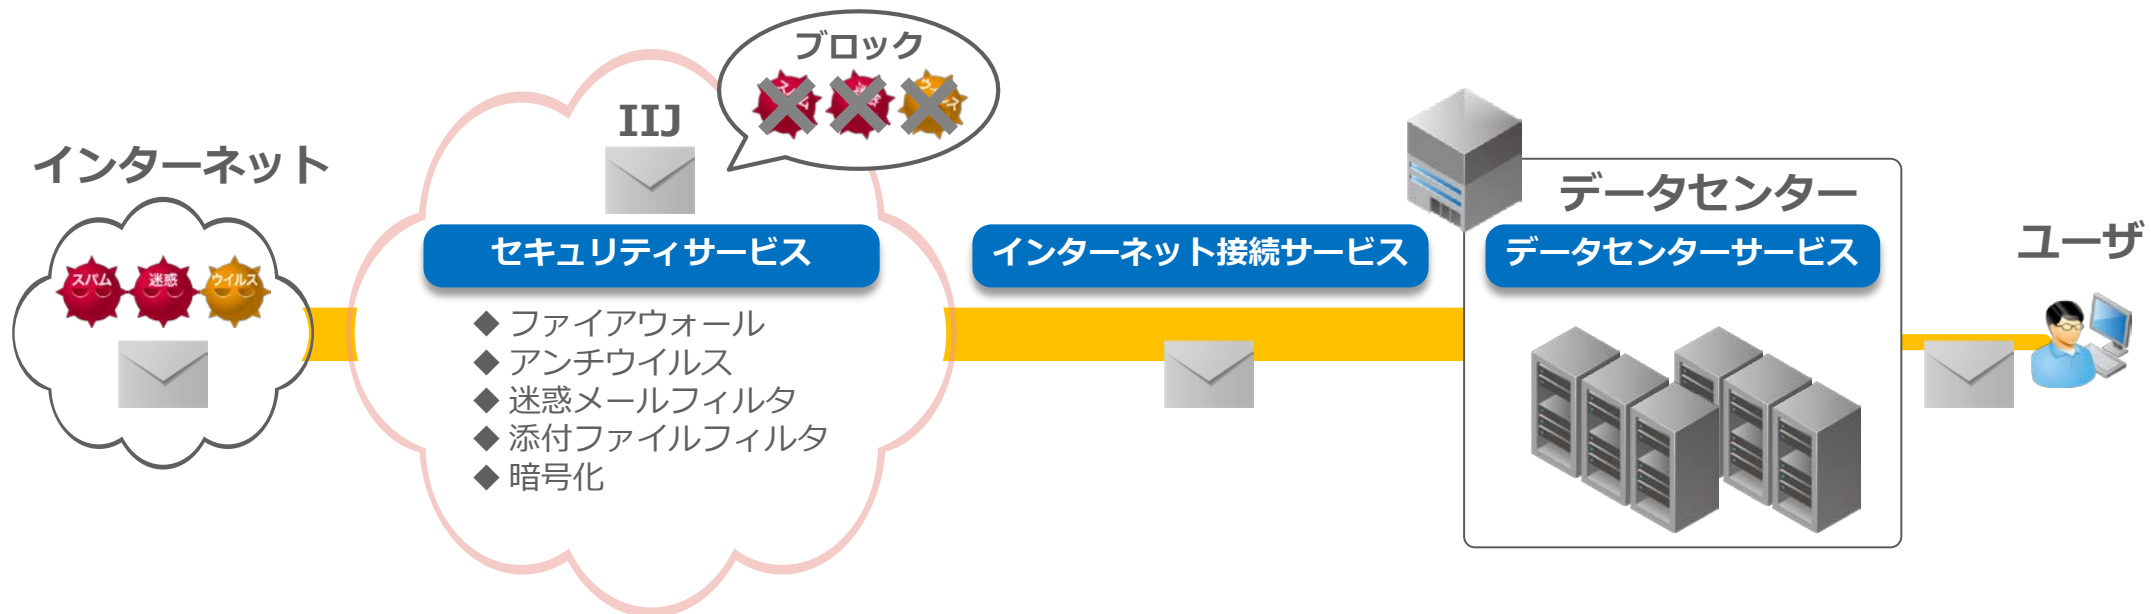 インターネット
スパム
迷惑
ウイルス
IIJ
ブロック
セキュリティサービス
◆ ファイアウォール
◆ アンチウイルス
◆ 迷惑メールフィルタ
◆ 添付ファイルフィルタ
◆ 暗号化
インターネット接続サービス
データセンター
データセンターサービス
ユーザ